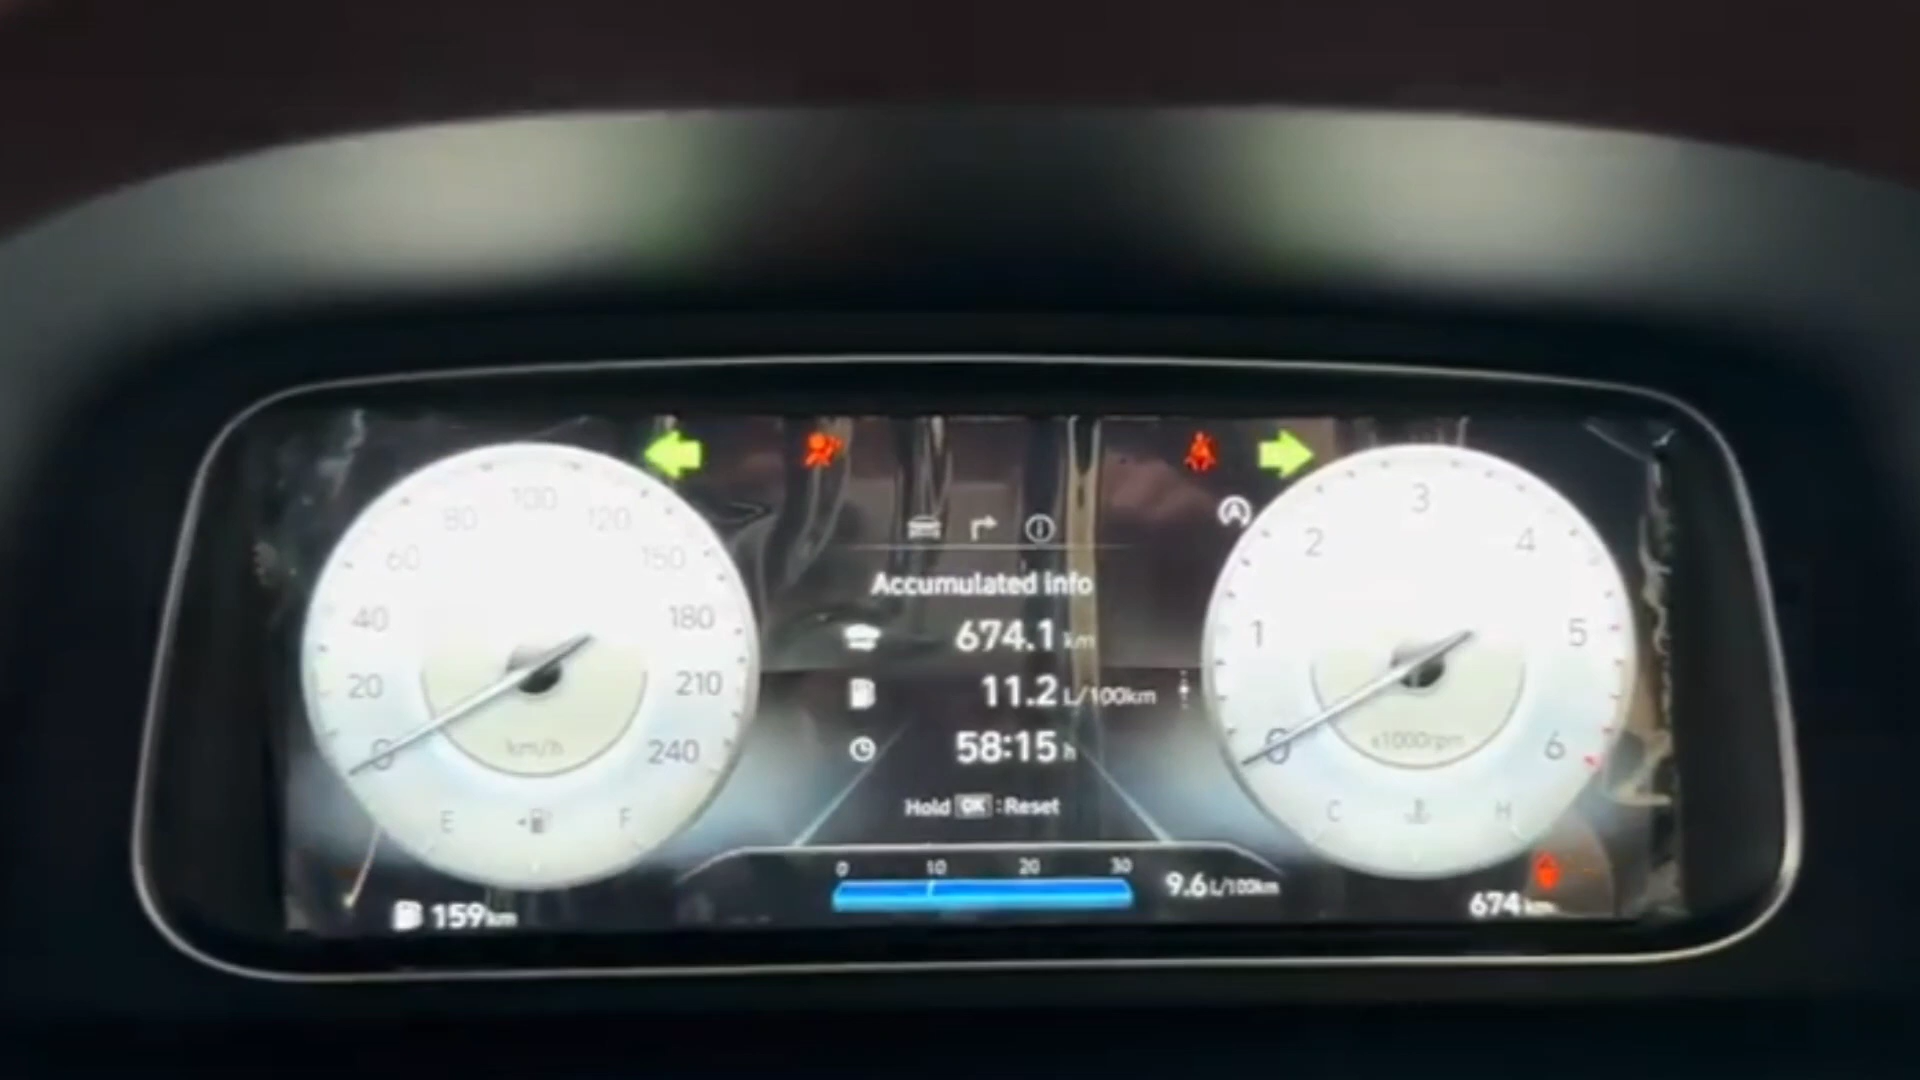 100
80
120
60
150
40
180
20
210
0
240
km/h
E
F
159 km
Accumulated Info
674.1 km
11.2 L/100km
58:15 h
Hold OK : Reset
0 10 20 30
9.6 L/100km
3
2
4
1
5
0
6
x1000rpm
C
H
674 km
A